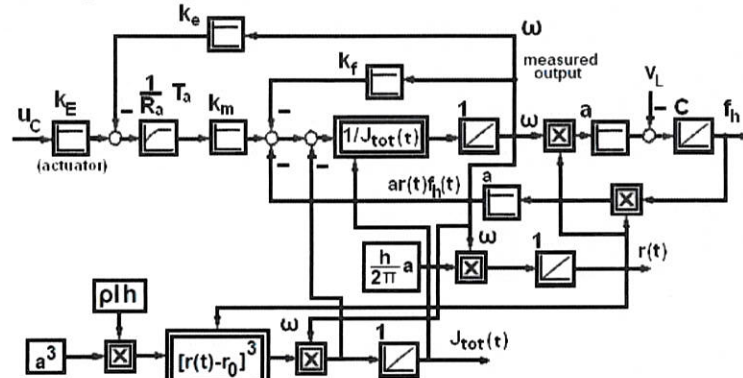 k_e
ω
k_f
measured
output
u_C
k_E
1/R_a
T_a
k_m
1
ω
a
V_L
C
f_h
(actuator)
1/J_tot(t)
ar(t)f_h(t)
a
ω
1
r(t)
h/2π a
ρlh
a³
[r(t)-r_0]³
ω
1
J_tot(t)